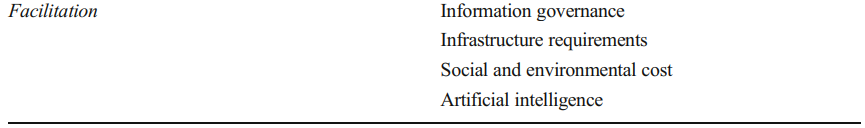 Facilitation Information governance
Infrastructure requirements
Social and environmental cost
Artificial intelligence